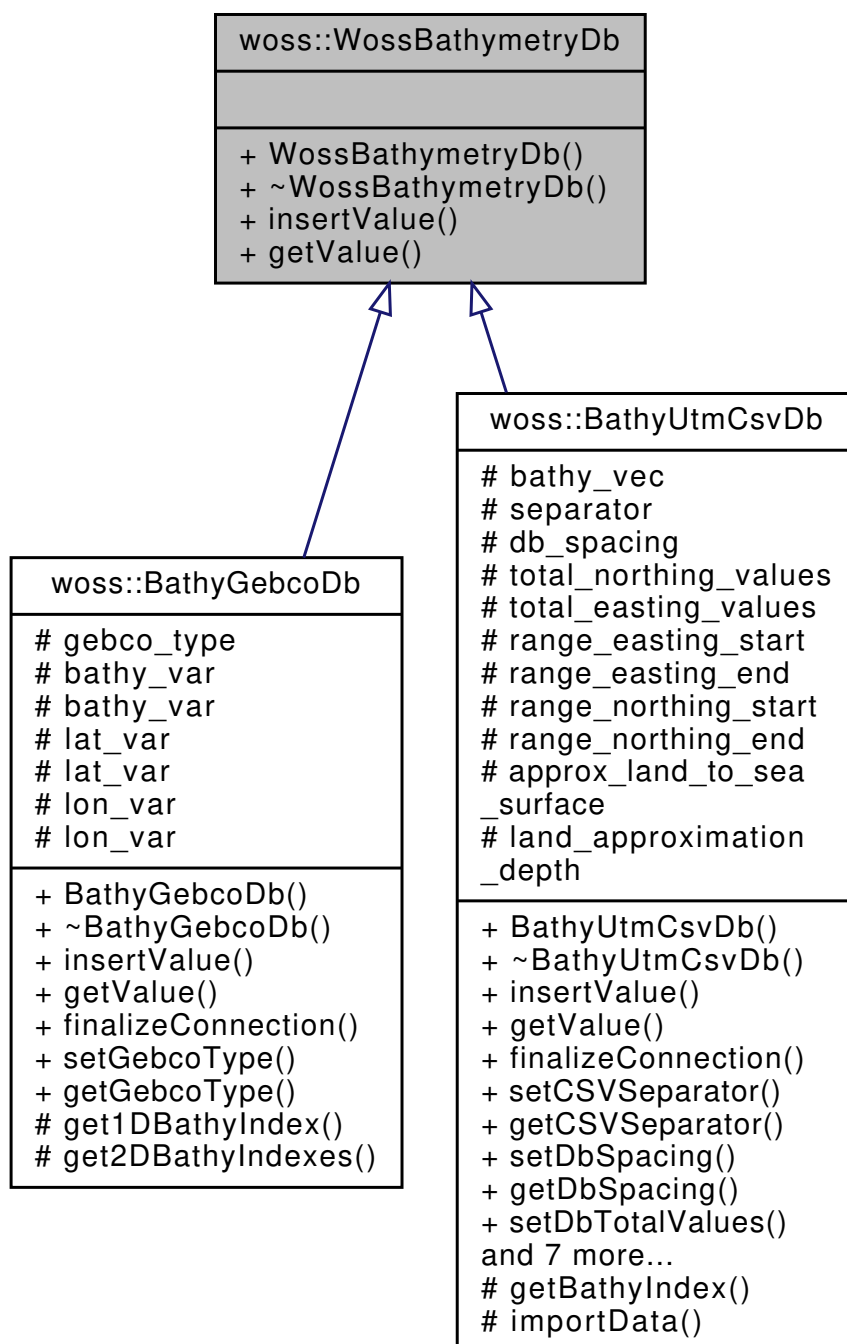 woss::WossBathymetryDb
+ WossBathymetryDb()
+ ~WossBathymetryDb()
+ insertValue()
+ getValue()
woss::BathyGebcoDb
# gebco_type
# bathy_var
# bathy_var
# lat_var
# lat_var
# lon_var
# lon_var
+ BathyGebcoDb()
+ ~BathyGebcoDb()
+ insertValue()
+ getValue()
+ finalizeConnection()
+ setGebcoType()
+ getGebcoType()
# get1DBathyIndex()
# get2DBathyIndexes()
woss::BathyUtmCsvDb
# bathy_vec
# separator
# db_spacing
# total_northing_values
# total_easting_values
# range_easting_start
# range_easting_end
# range_northing_start
# range_northing_end
# approx_land_to_sea
_surface
# land_approximation
_depth
+ BathyUtmCsvDb()
+ ~BathyUtmCsvDb()
+ insertValue()
+ getValue()
+ finalizeConnection()
+ setCSVSeparator()
+ getCSVSeparator()
+ setDbSpacing()
+ getDbSpacing()
+ setDbTotalValues()
and 7 more...
# getBathyIndex()
# importData()